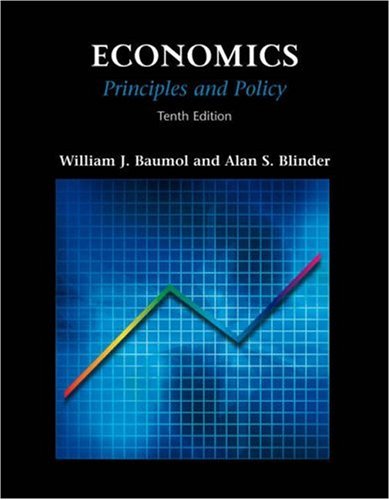 ECONOMICS
Principles and Policy
Tenth Edition
William J. Baumol and Alan S. Blinder